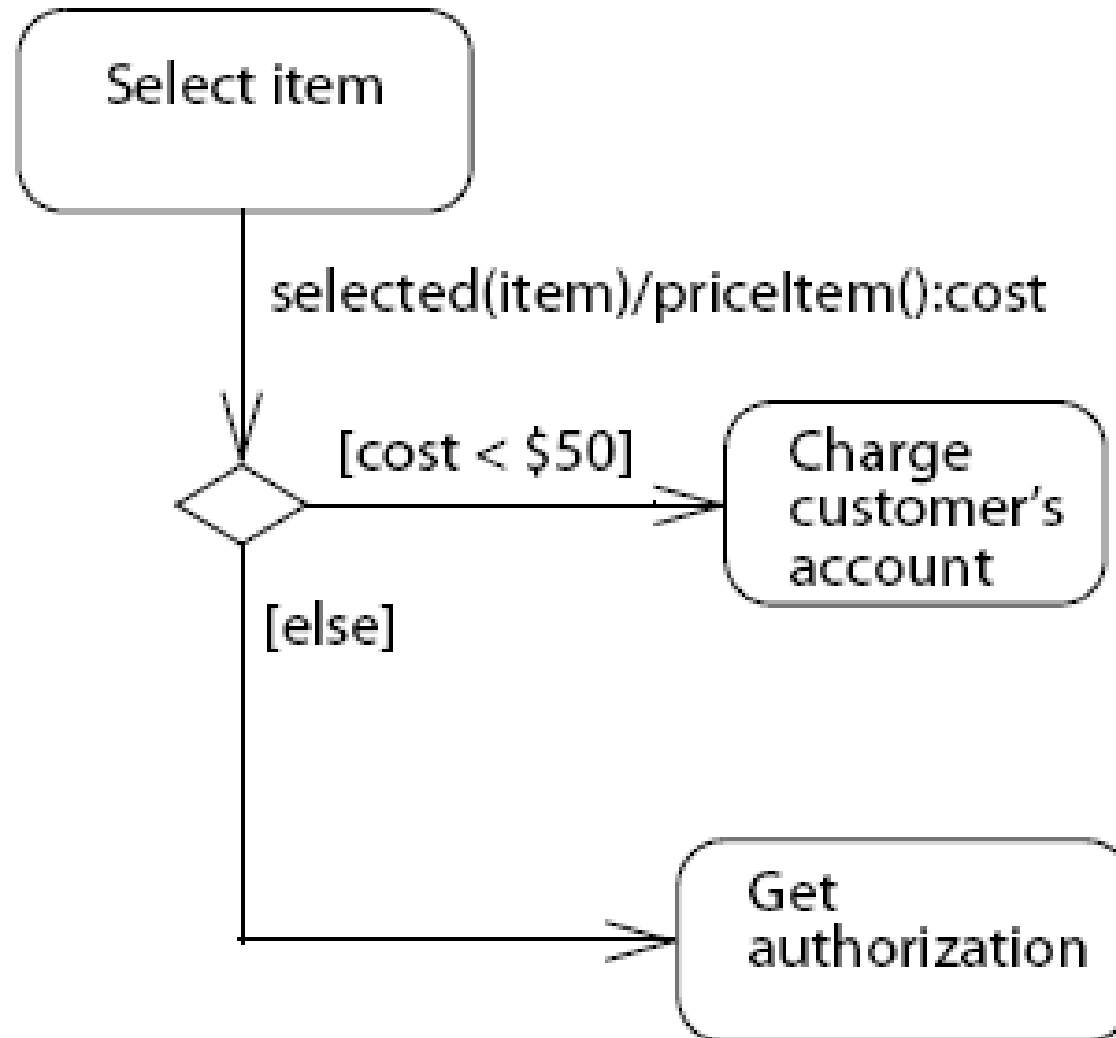 Select item
selected(item)/priceItem():cost
[cost < $50]
Charge
customer's
account
[else]
Get
authorization